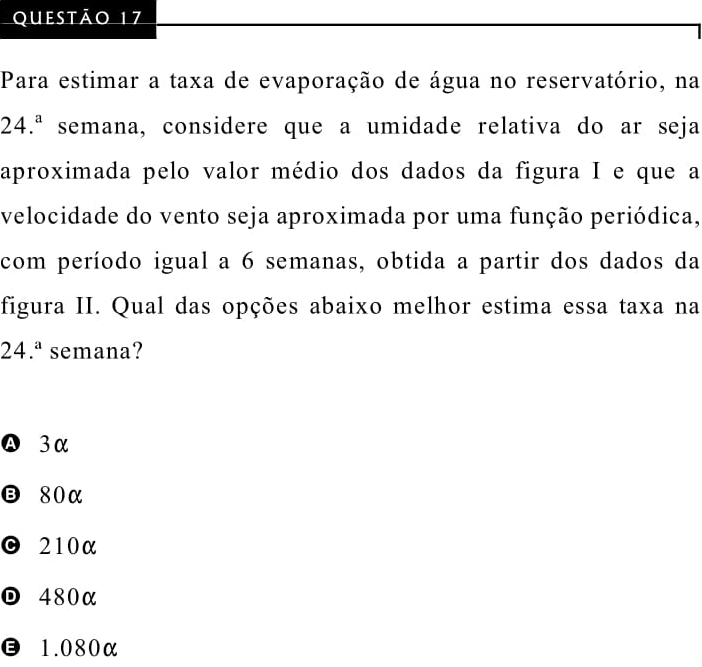 QUESTÃO 17
Para estimar a taxa de evaporação de água no reservatório, na
24.ª semana, considere que a umidade relativa do ar seja
aproximada pelo valor médio dos dados da figura I e que a
velocidade do vento seja aproximada por uma função periódica,
com período igual a 6 semanas, obtida a partir dos dados da
figura II. Qual das opções abaixo melhor estima essa taxa na
24.ª semana?
A 3α
B 80α
C 210α
D 480α
E 1.080α